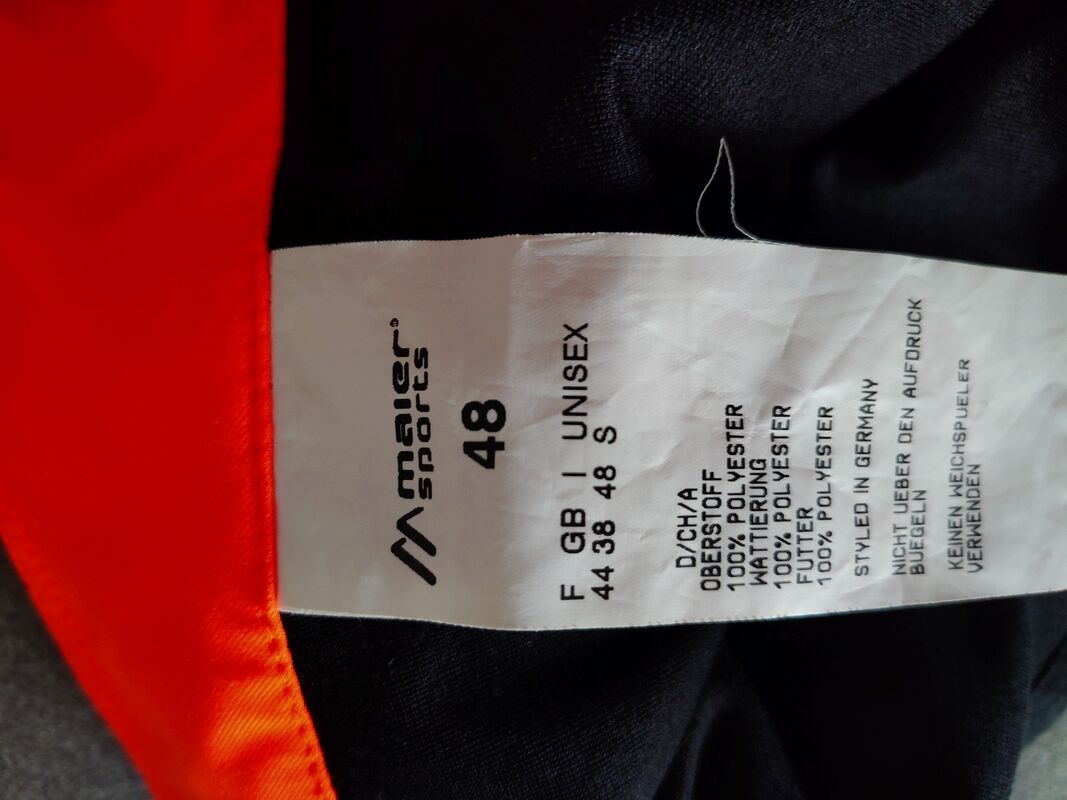 maier®
sports
48
F GB I UNISEX
44 38 48 S
D/CH/A
OBERSTOFF
100% POLYESTER
WATTIERUNG
100% POLYESTER
FUTTER
100% POLYESTER
STYLED IN GERMANY
NICHT UEBER DEN AUFDRUCK
BUEGELN
KEINEN WEICHSPUELER
VERWENDEN